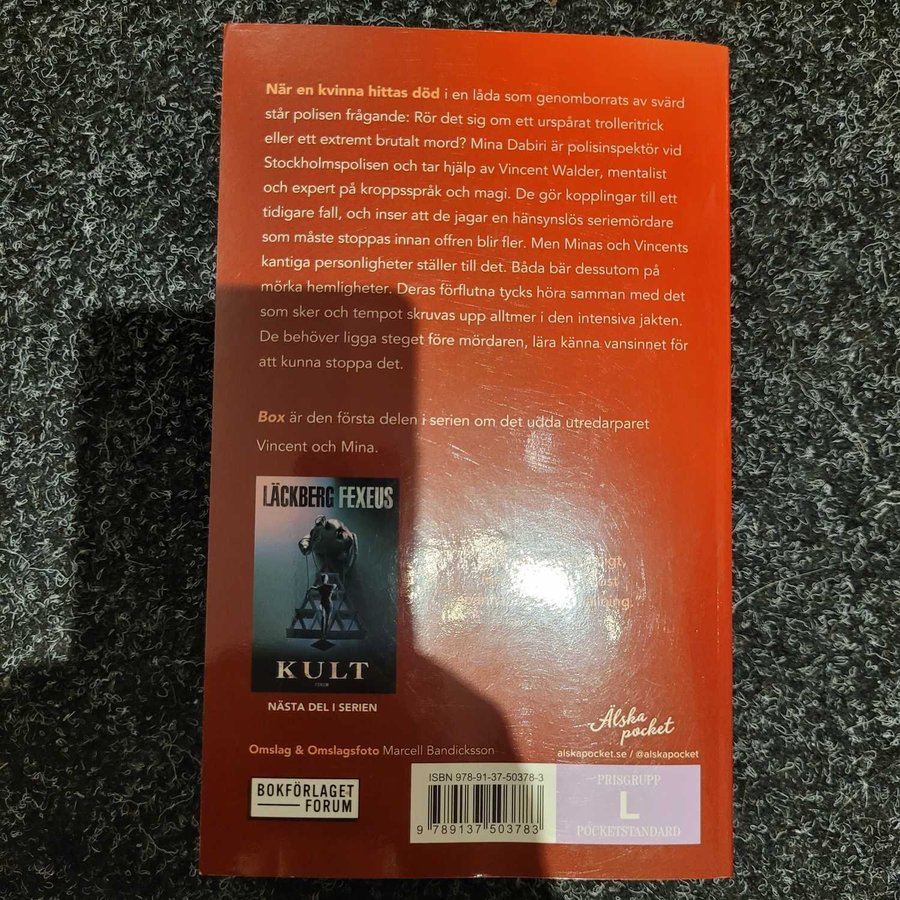 När en kvinna hittas död i en låda som genomborrats av svärd
står polisen frågande: Rör det sig om ett urspårat trolleritrick
eller ett extremt brutalt mord? Mina Dabiri är polisinspektör vid
Stockholmspolisen och tar hjälp av Vincent Walder, mentalist
och expert på kroppsspråk och magi. De gör kopplingar till ett
tidigare fall, och inser att de jagar en hänsynslös seriemördare
som måste stoppas innan offren blir fler. Men Minas och Vincents
kantiga personligheter ställer till det. Båda bär dessutom på
mörka hemligheter. Deras förflutna tycks höra samman med det
som sker och tempot skruvas upp alltmer i den intensiva jakten.
De behöver ligga steget före mördaren, lära känna vansinnet för
att kunna stoppa det.
Box är den första delen i serien om det udda utredarparet
Vincent och Mina.
LÄCKBERG FEXEUS
KULT
FORUM
NÄSTA DEL I SERIEN
Älska
pocket
alskapocket.se / @alskapocket
Omslag & Omslagsfoto Marcell Bandicksson
BOKFÖRLAGET
FORUM
ISBN 978-91-37-50378-3
9 789137 503783
PRISGRUPP
L
POCKETSTANDARD